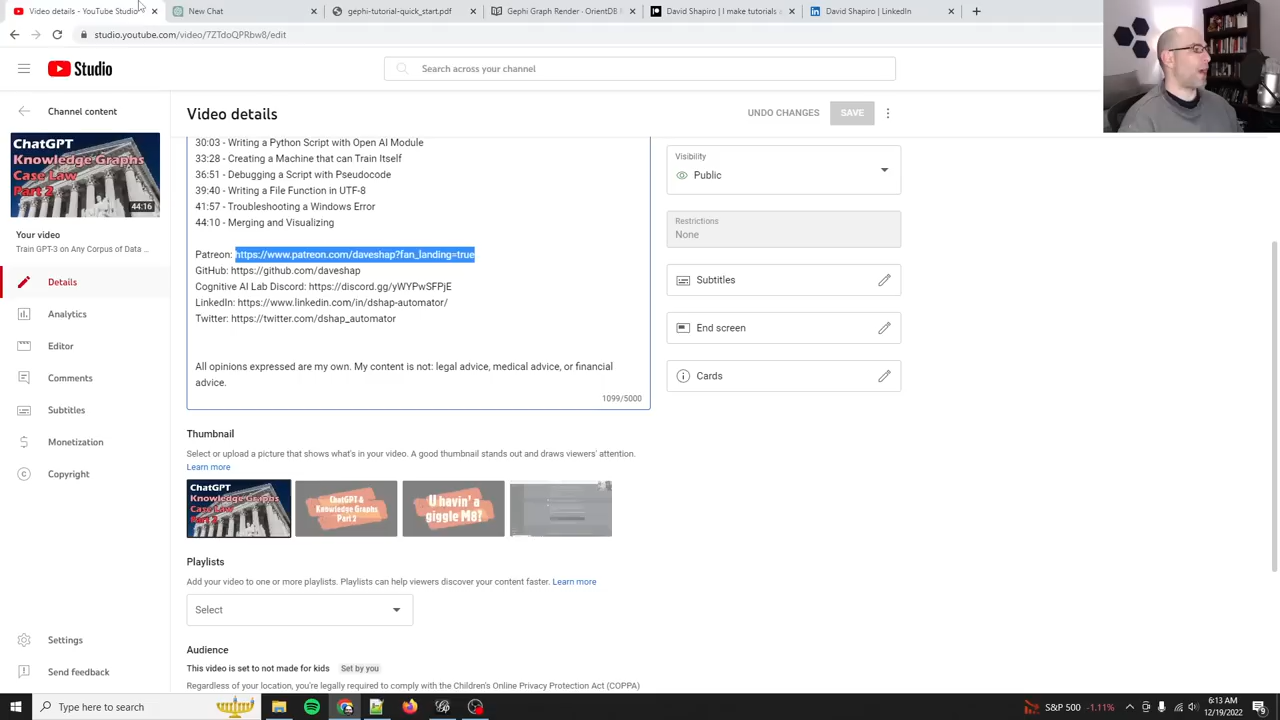 Video details - YouTube Studio
New Chat
gephi-tutorial-quick_start.pdf
Gephi Graph Render - OrientDB M
David Shapiro | I make tutorials a
David Shapiro | LinkedIn
studio.youtube.com/video/7ZTdoQPRbw8/edit
Studio
Search across your channel
Channel content
Video details
UNDO CHANGES
SAVE
ChatGPT
Knowledge Graphs
Case Law
Part 2
44:16
Your video
Train GPT-3 on Any Corpus of Data ...
Details
Analytics
Editor
Comments
Subtitles
Monetization
Copyright
Settings
Send feedback
30:03 - Writing a Python Script with Open AI Module
33:28 - Creating a Machine that can Train Itself
36:51 - Debugging a Script with Pseudocode
39:40 - Writing a File Function in UTF-8
41:57 - Troubleshooting a Windows Error
44:10 - Merging and Visualizing
Patreon: https://www.patreon.com/daveshap?fan_landing=true
GitHub: https://github.com/daveshap
Cognitive AI Lab Discord: https://discord.gg/yWYPwSFPjE
LinkedIn: https://www.linkedin.com/in/dshap-automator/
Twitter: https://twitter.com/dshap_automator
All opinions expressed are my own. My content is not: legal advice, medical advice, or financial
advice.
1099/5000
Visibility
Public
Restrictions
None
Subtitles
End screen
Cards
Thumbnail
Select or upload a picture that shows what's in your video. A good thumbnail stands out and draws viewers' attention.
Learn more
ChatGPT
Knowledge Graphs
Case Law
Part 2
ChatGPT &
Knowledge Graphs
Part 2
U havin' a
giggle M8?
Playlists
Add your video to one or more playlists. Playlists can help viewers discover your content faster. Learn more
Select
Audience
This video is set to not made for kids Set by you
Regardless of your location, you're legally required to comply with the Children's Online Privacy Protection Act (COPPA)
Type here to search
S&P 500 -1.11%
6:13 AM
12/19/2022